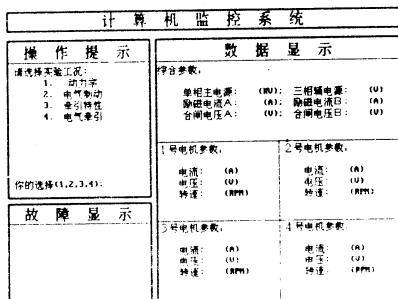 计算机监控系统
操作提示
请选择实验工况:
1. 动力学
2. 电气制动
3. 牵引特性
4. 电气牵引
你的选择(1,2,3,4):
故障显示
数据显示
综合参数:
单相主电源: (KV); 三相辅电源: (V)
励磁电流A: (A); 励磁电流B: (A)
合闸电压A: (V); 合闸电压B: (V)
1号电机参数:
电流: (A)
电压: (V)
转速: (RPM)
2号电机参数:
电流: (A)
电压: (V)
转速: (RPM)
3号电机参数:
电流: (A)
电压: (V)
转速: (RPM)
4号电机参数:
电流: (A)
电压: (V)
转速: (RPM)